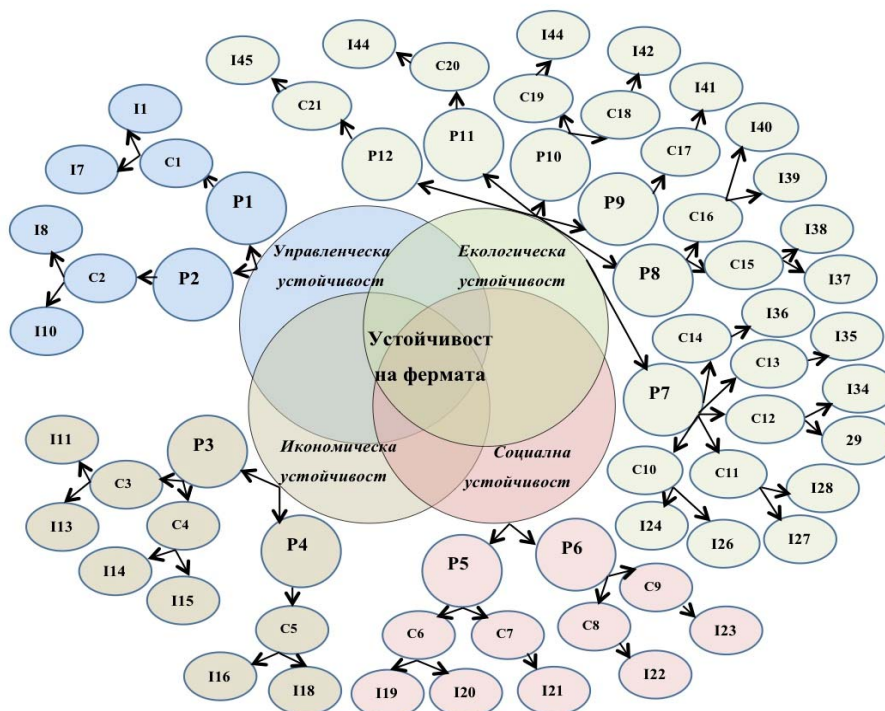 I45
I44
C20
I44
I42
C21
C19
C18
I41
I1
C1
I7
P12
P11
P10
C17
I40
I39
P1
P9
C16
I38
I8
C2
P2
Управленческа
устойчивост
Екологическа
устойчивост
P8
C15
I37
I10
Устойчивост
на фермата
C14
I36
C13
I35
P7
C12
I34
29
I11
P3
C3
Икономическа
устойчивост
Социална
устойчивост
C10
C11
I28
I13
C4
I24
I26
I27
P4
I14
I15
P5
P6
C9
C5
C6
C7
C8
I23
I16
I18
I19
I20
I21
I22